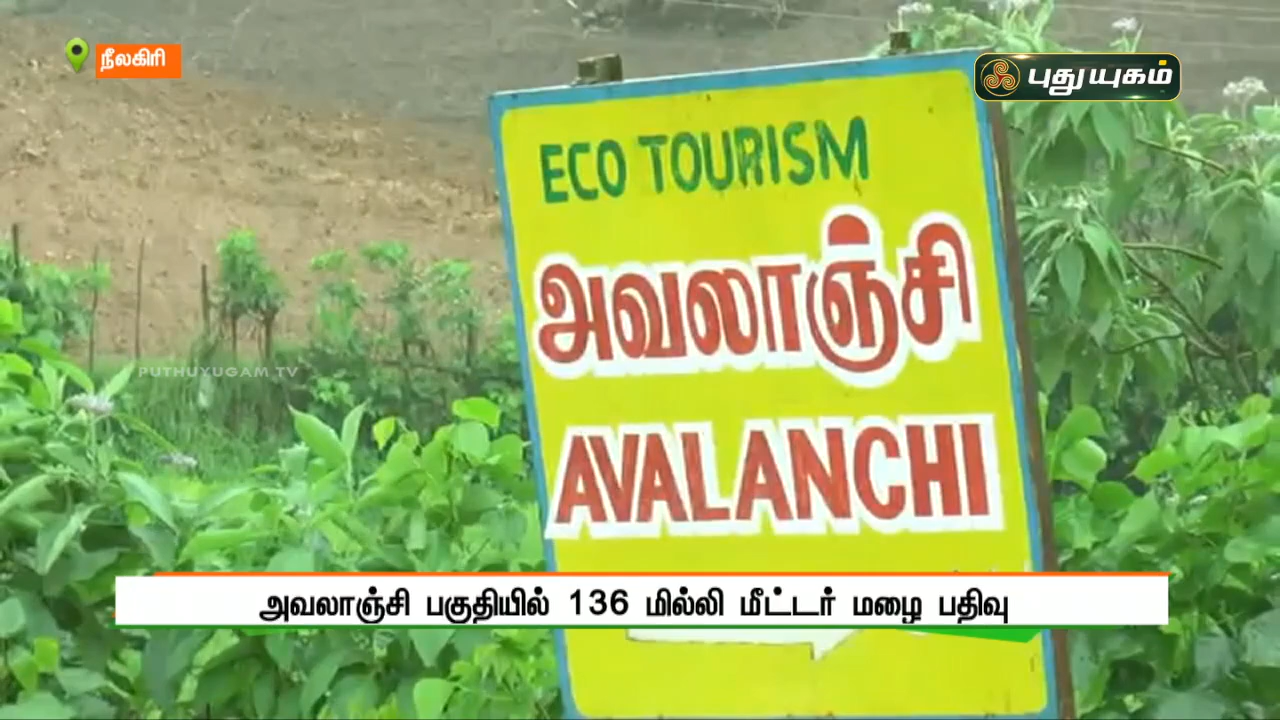 நீலகிரி
புதுயுகம்
ECO TOURISM
அவலாஞ்சி
AVALANCHI
PUTHUYUGAM TV
அவலாஞ்சி பகுதியில் 136 மில்லி மீட்டர் மழை பதிவு